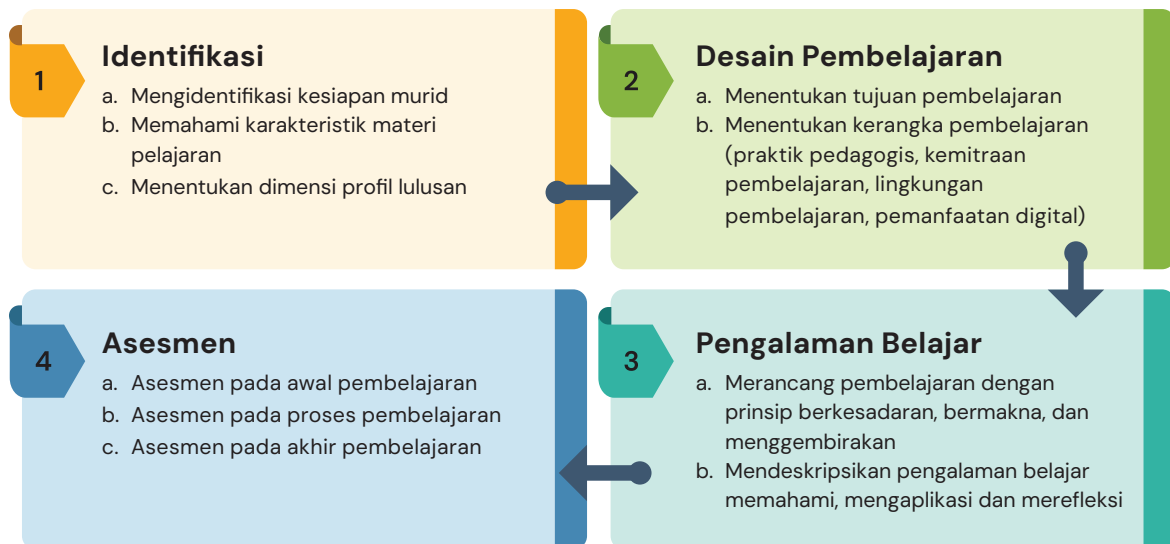 1
Identifikasi
a. Mengidentifikasi kesiapan murid
b. Memahami karakteristik materi
pelajaran
c. Menentukan dimensi profil lulusan
2
Desain Pembelajaran
a. Menentukan tujuan pembelajaran
b. Menentukan kerangka pembelajaran
(praktik pedagogis, kemitraan
pembelajaran, lingkungan
pembelajaran, pemanfaatan digital)
3
Pengalaman Belajar
a. Merancang pembelajaran dengan
prinsip berkesadaran, bermakna, dan
menggembirakan
b. Mendeskripsikan pengalaman belajar
memahami, mengaplikasi dan merefleksi
4
Asesmen
a. Asesmen pada awal pembelajaran
b. Asesmen pada proses pembelajaran
c. Asesmen pada akhir pembelajaran